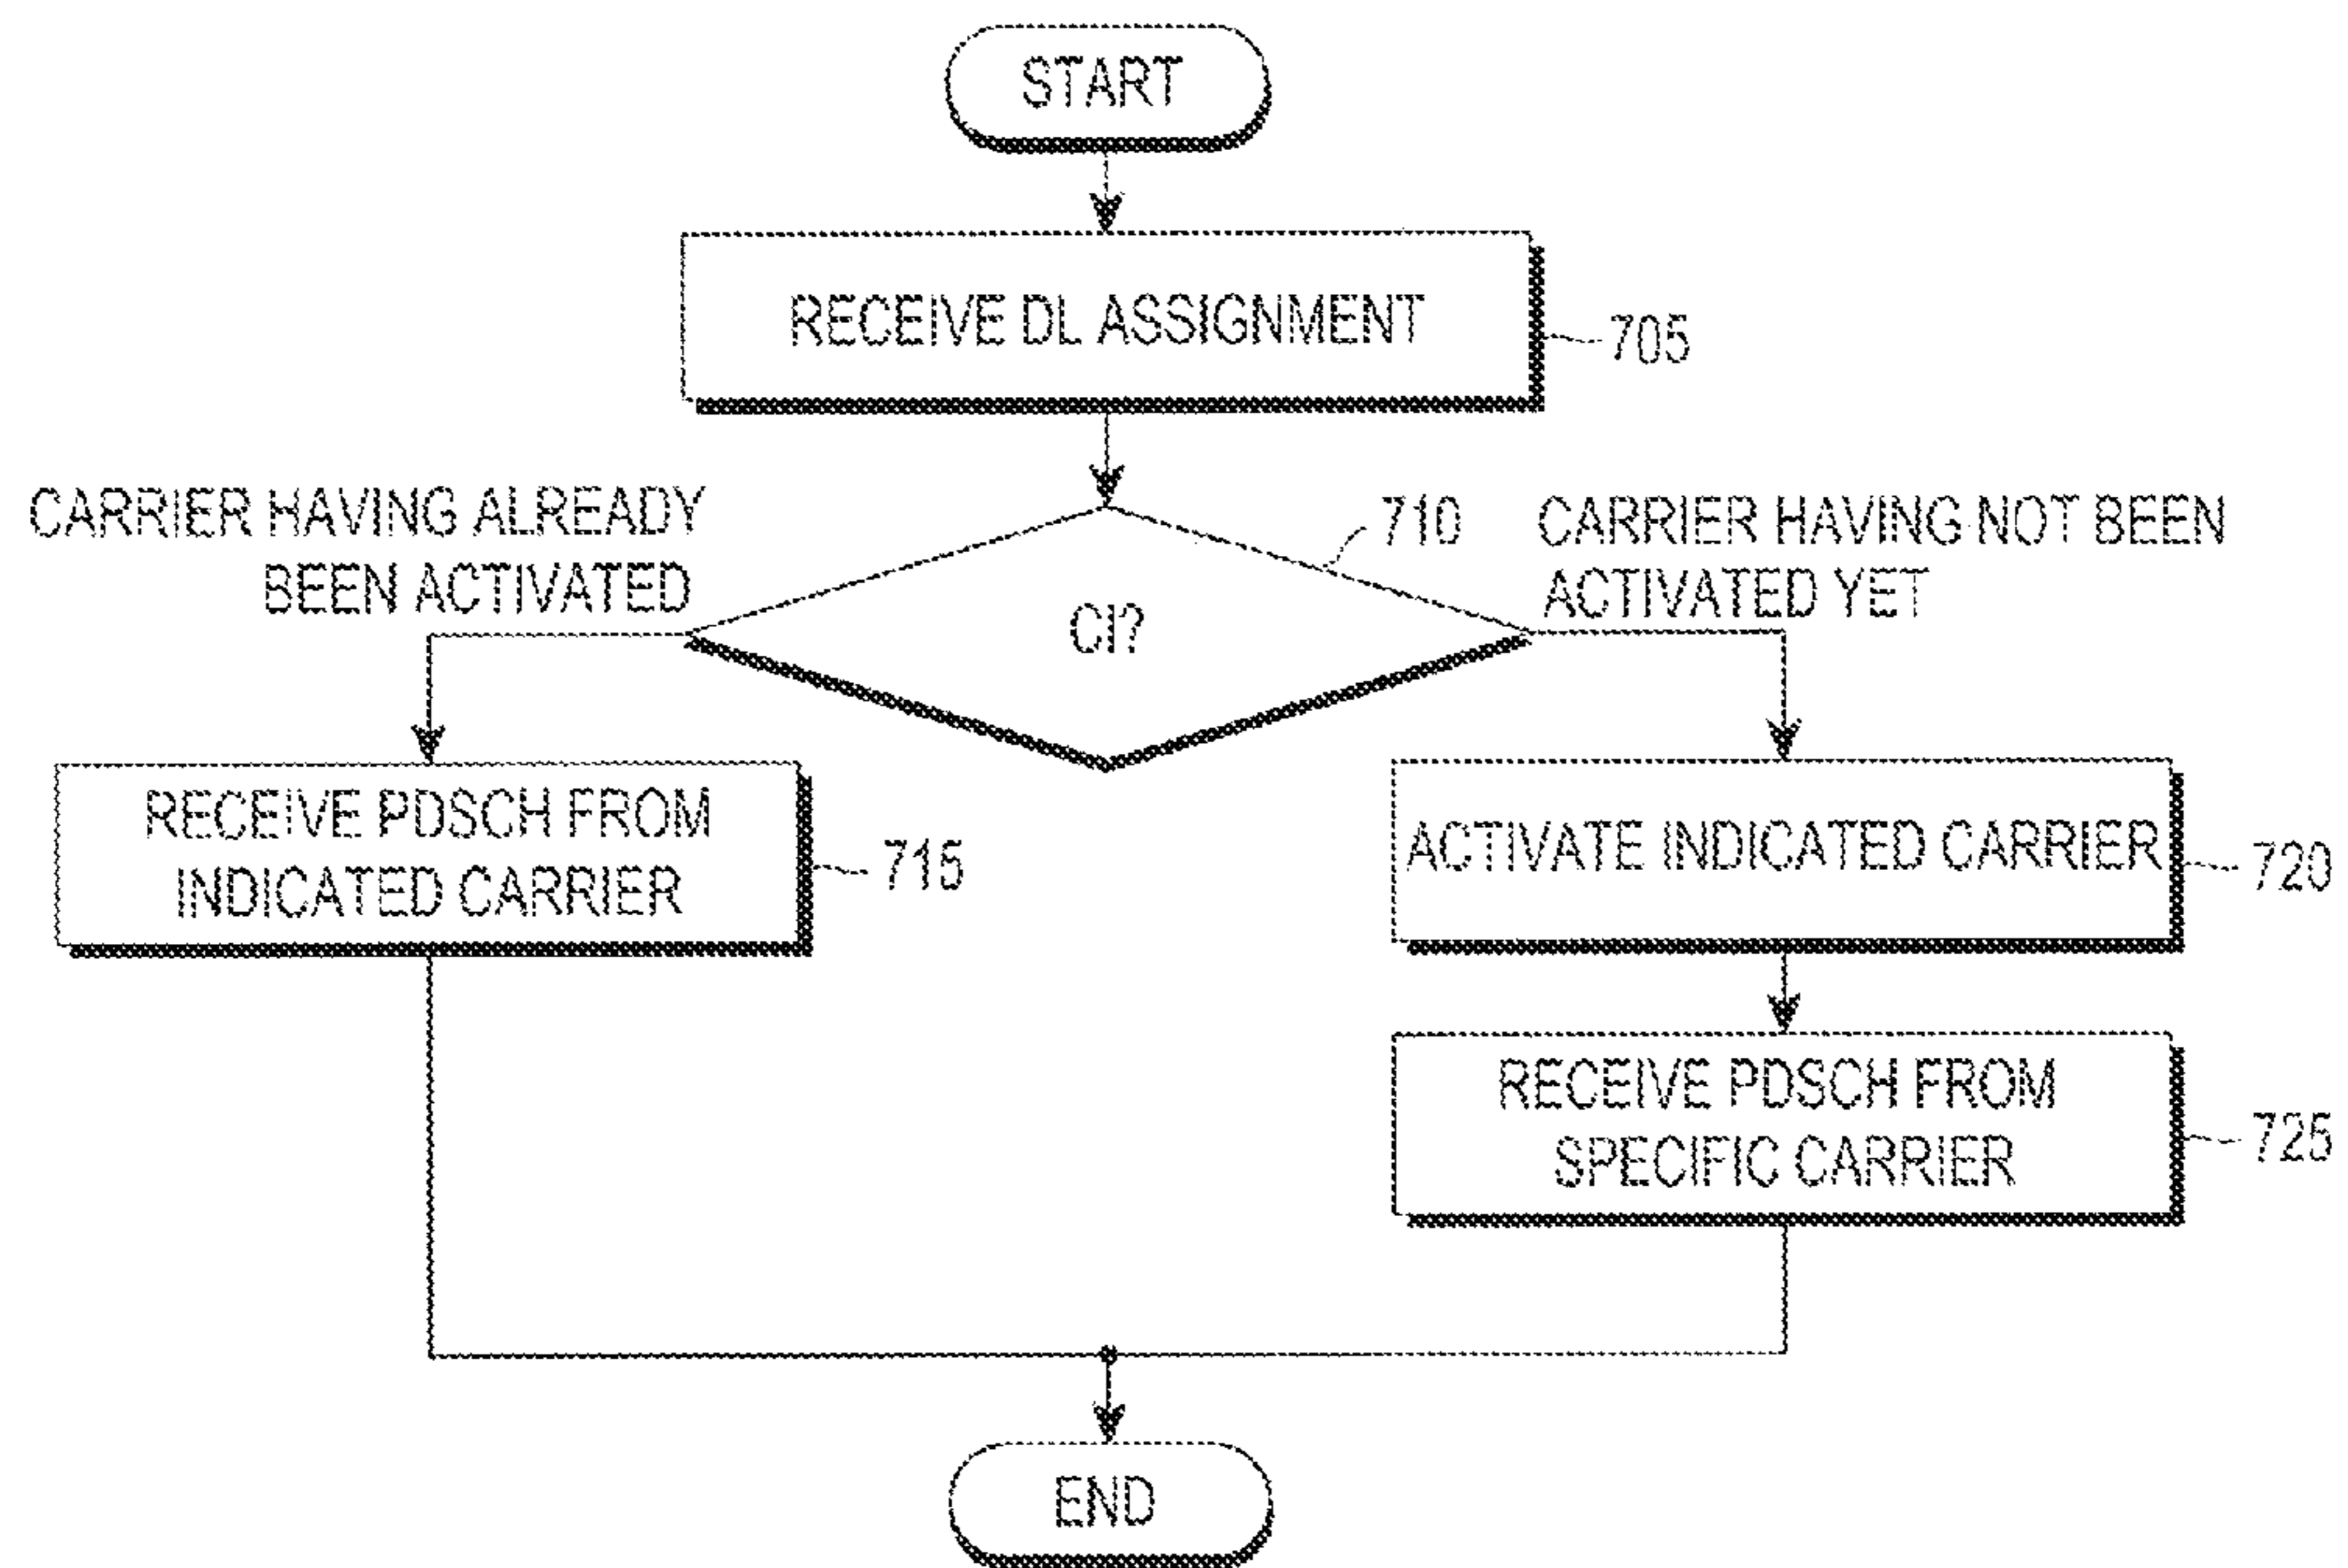 START
RECEIVE DL ASSIGNMENT
705
CARRIER HAVING ALREADY
BEEN ACTIVATED
710
CARRIER HAVING NOT BEEN
ACTIVATED YET
CI?
RECEIVE PDSCH FROM
INDICATED CARRIER
715
ACTIVATE INDICATED CARRIER
720
RECEIVE PDSCH FROM
SPECIFIC CARRIER
725
END